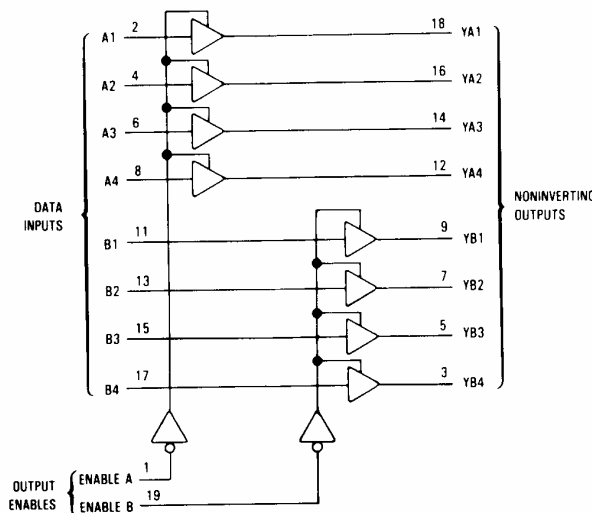 A1 2 18 YA1
A2 4 16 YA2
A3 6 14 YA3
A4 8 12 YA4
DATA INPUTS
NONINVERTING OUTPUTS
B1 11 9 YB1
B2 13 7 YB2
B3 15 5 YB3
B4 17 3 YB4
OUTPUT ENABLES
ENABLE A 1
ENABLE B 19